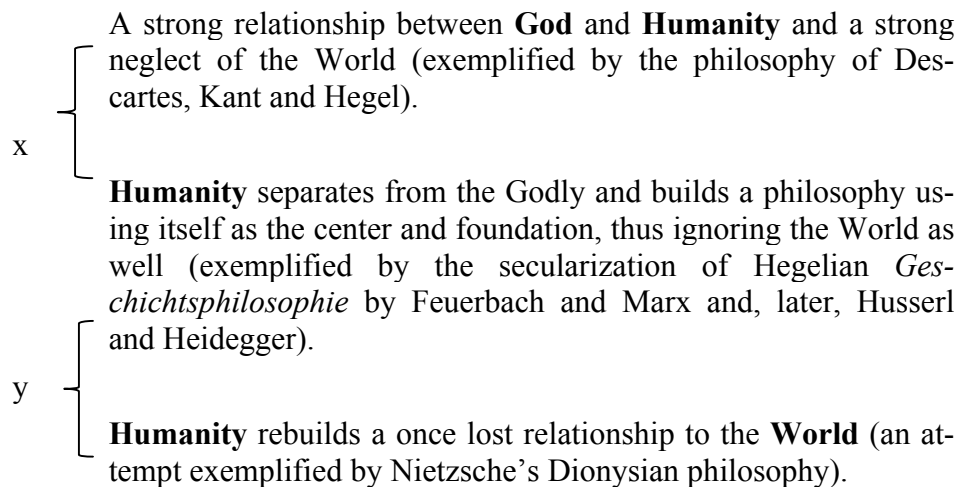 A strong relationship between God and Humanity and a strong
neglect of the World (exemplified by the philosophy of Des-
cartes, Kant and Hegel).
x
Humanity separates from the Godly and builds a philosophy us-
ing itself as the center and foundation, thus ignoring the World as
well (exemplified by the secularization of Hegelian Ges-
chichtsphilosophie by Feuerbach and Marx and, later, Husserl
and Heidegger).
y
Humanity rebuilds a once lost relationship to the World (an at-
tempt exemplified by Nietzsche’s Dionysian philosophy).